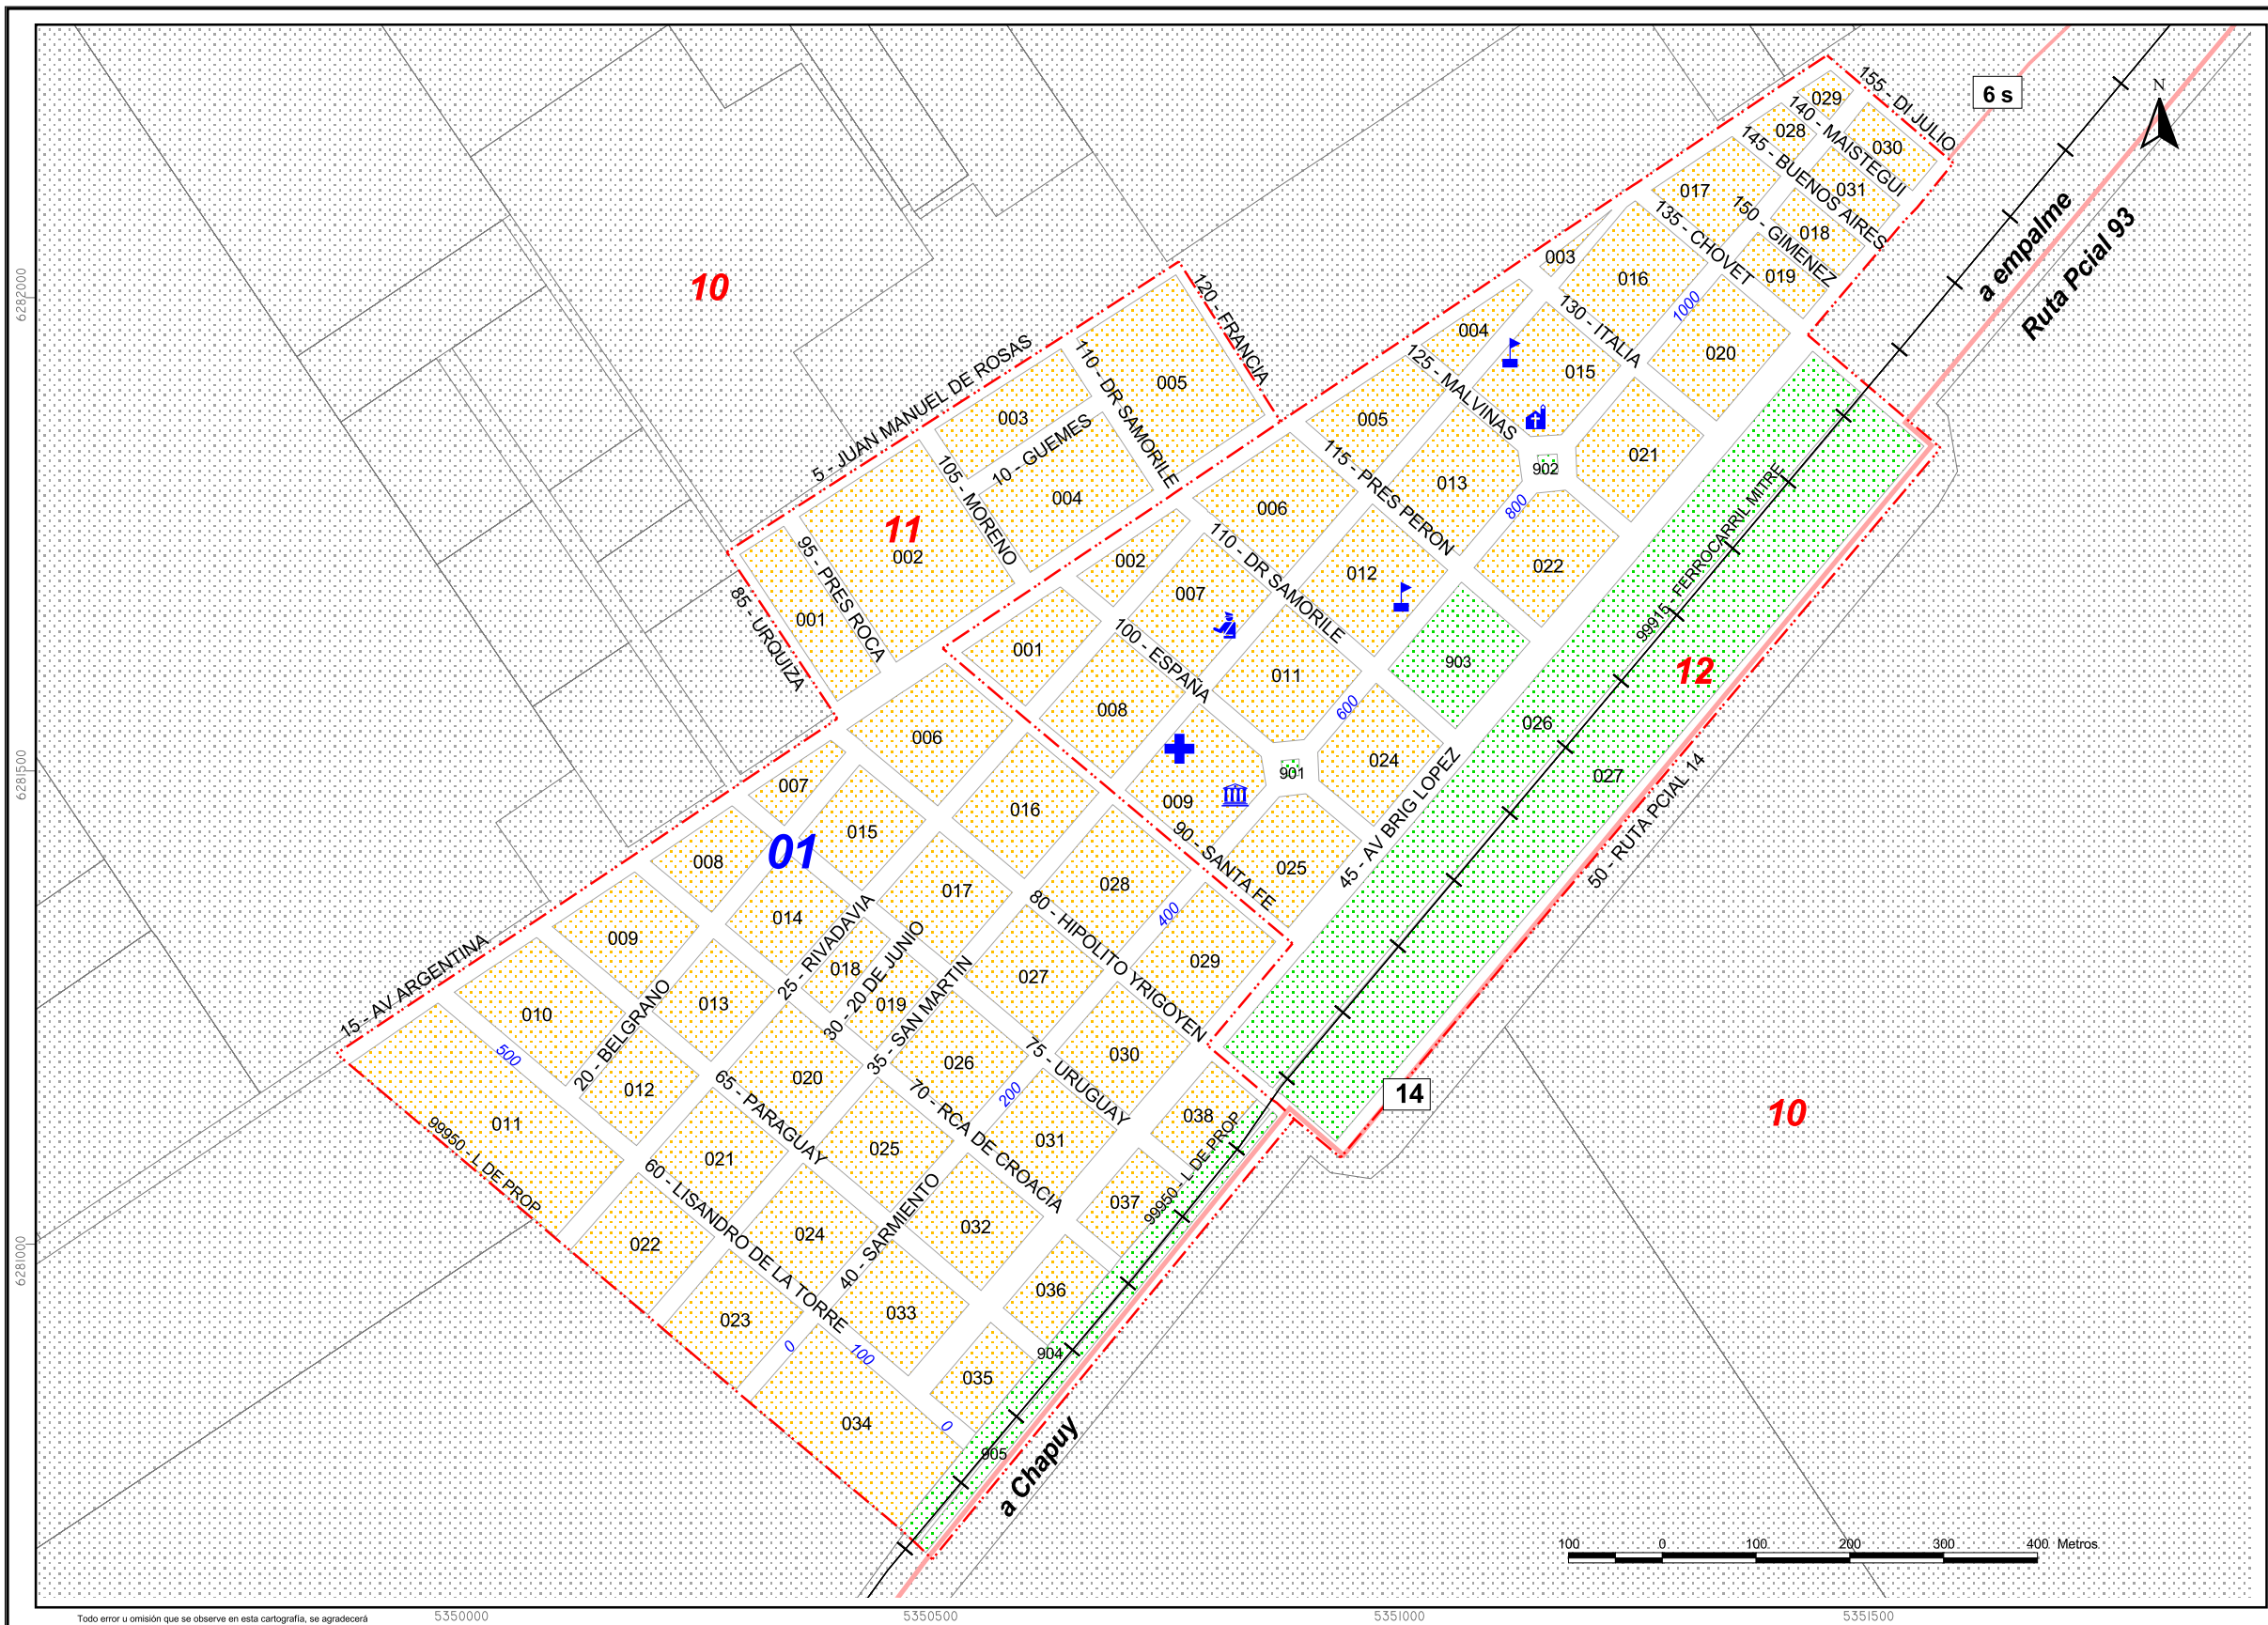 155 - DI JULIO
6 s
N
029
140 - MAISTEGUI
028
030
145 - BUENOS AIRES
017
031
150 - GIMENEZ
135 - CHOVET
018
a empalme
Ruta Pcial 93
003
016
019
10
120 - FRANCIA
1000
130 - ITALIA
004
6282000
5 - JUAN MANUEL DE ROSAS
110 - DR SAMORILE
005
125 - MALVINAS
015
020
003
10 - GUEMES
005
105 - MORENO
115 - PRES PERON
021
902
004
013
006
800
11
002
99915 - FERROCARRIL MITRE
95 - PRES ROCA
110 - DR SAMORILE
002
012
022
007
85 - URQUIZA
001
100 - ESPAÑA
001
011
903
12
008
600
026
006
024
901
027
6281500
007
009
016
45 - AV BRIG LOPEZ
50 - RUTA PCIAL 14
015
01
008
90 - SANTA FE
025
028
017
80 - HIPOLITO YRIGOYEN
400
014
25 - RIVADAVIA
009
30 - 20 DE JUNIO
15 - AV ARGENTINA
018
35 - SAN MARTIN
029
027
013
019
010
20 - BELGRANO
75 - URUGUAY
030
500
026
65 - PARAGUAY
020
012
70 - RCA DE CROACIA
200
14
10
038
011
99950 - L DE PROP
031
025
99950 - L DE PROP
021
60 - LISANDRO DE LA TORRE
037
40 - SARMIENTO
032
024
022
6281000
036
033
023
0
100
904
035
034
0
905
a Chapuy
100
0
100
200
300
400
Metros
5350000
5350500
5351000
5351500
Todo error u omisión que se observe en esta cartografía, se agradecerá